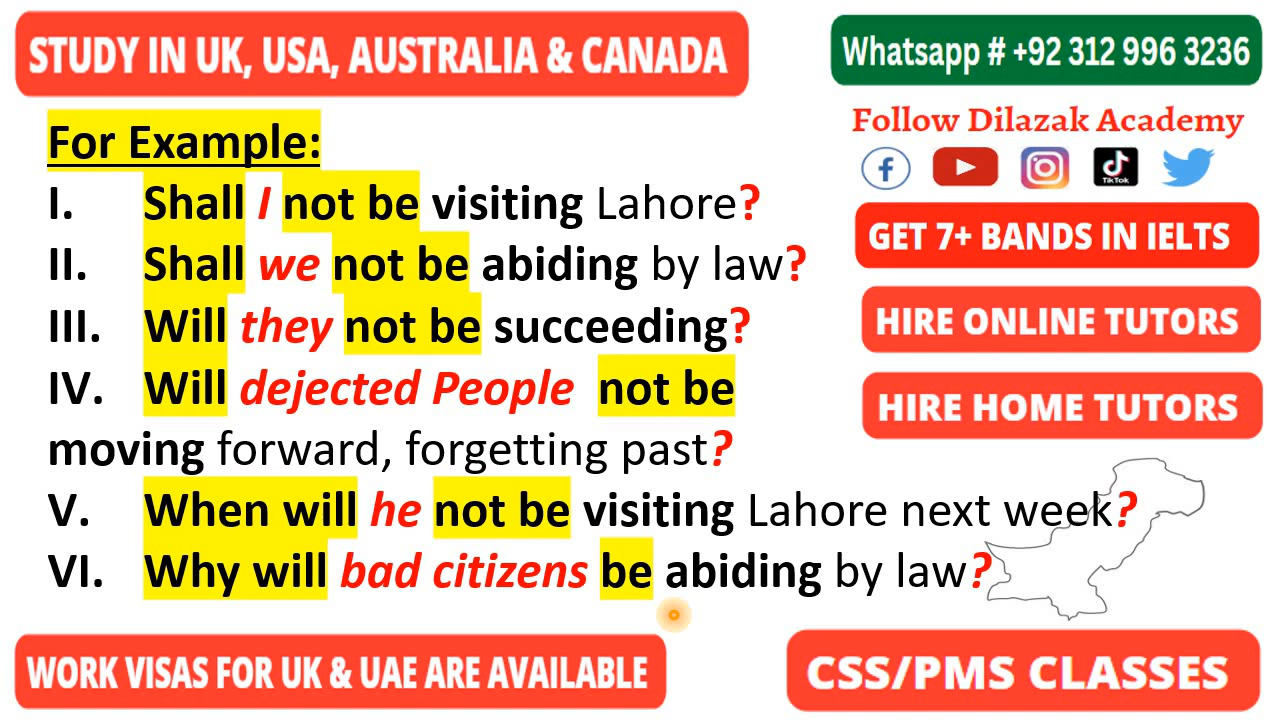 STUDY IN UK, USA, AUSTRALIA & CANADA
Whatsapp # +92 312 996 3236
Follow Dilazak Academy
TikTok
GET 7+ BANDS IN IELTS
HIRE ONLINE TUTORS
HIRE HOME TUTORS
For Example:
I. Shall I not be visiting Lahore?
II. Shall we not be abiding by law?
III. Will they not be succeeding?
IV. Will dejected People not be
moving forward, forgetting past?
V. When will he not be visiting Lahore next week?
VI. Why will bad citizens be abiding by law?
WORK VISAS FOR UK & UAE ARE AVAILABLE
CSS/PMS CLASSES